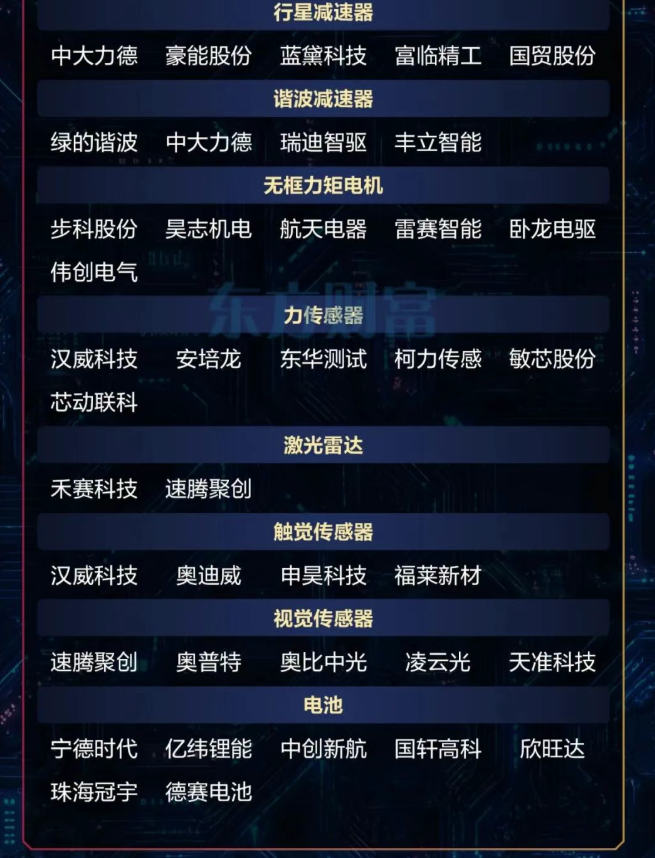 行星减速器
中大力德 豪能股份 蓝黛科技 富临精工 国贸股份
谐波减速器
绿的谐波 中大力德 瑞迪智驱 丰立智能
无框力矩电机
步科股份 昊志机电 航天电器 雷赛智能 卧龙电驱
伟创电气
东方财富
力传感器
汉威科技 安培龙 东华测试 柯力传感 敏芯股份
芯动联科
激光雷达
禾赛科技 速腾聚创
触觉传感器
汉威科技 奥迪威 申昊科技 福莱新材
视觉传感器
速腾聚创 奥普特 奥比中光 凌云光 天准科技
电池
宁德时代 亿纬锂能 中创新航 国轩高科 欣旺达
珠海冠宇 德赛电池